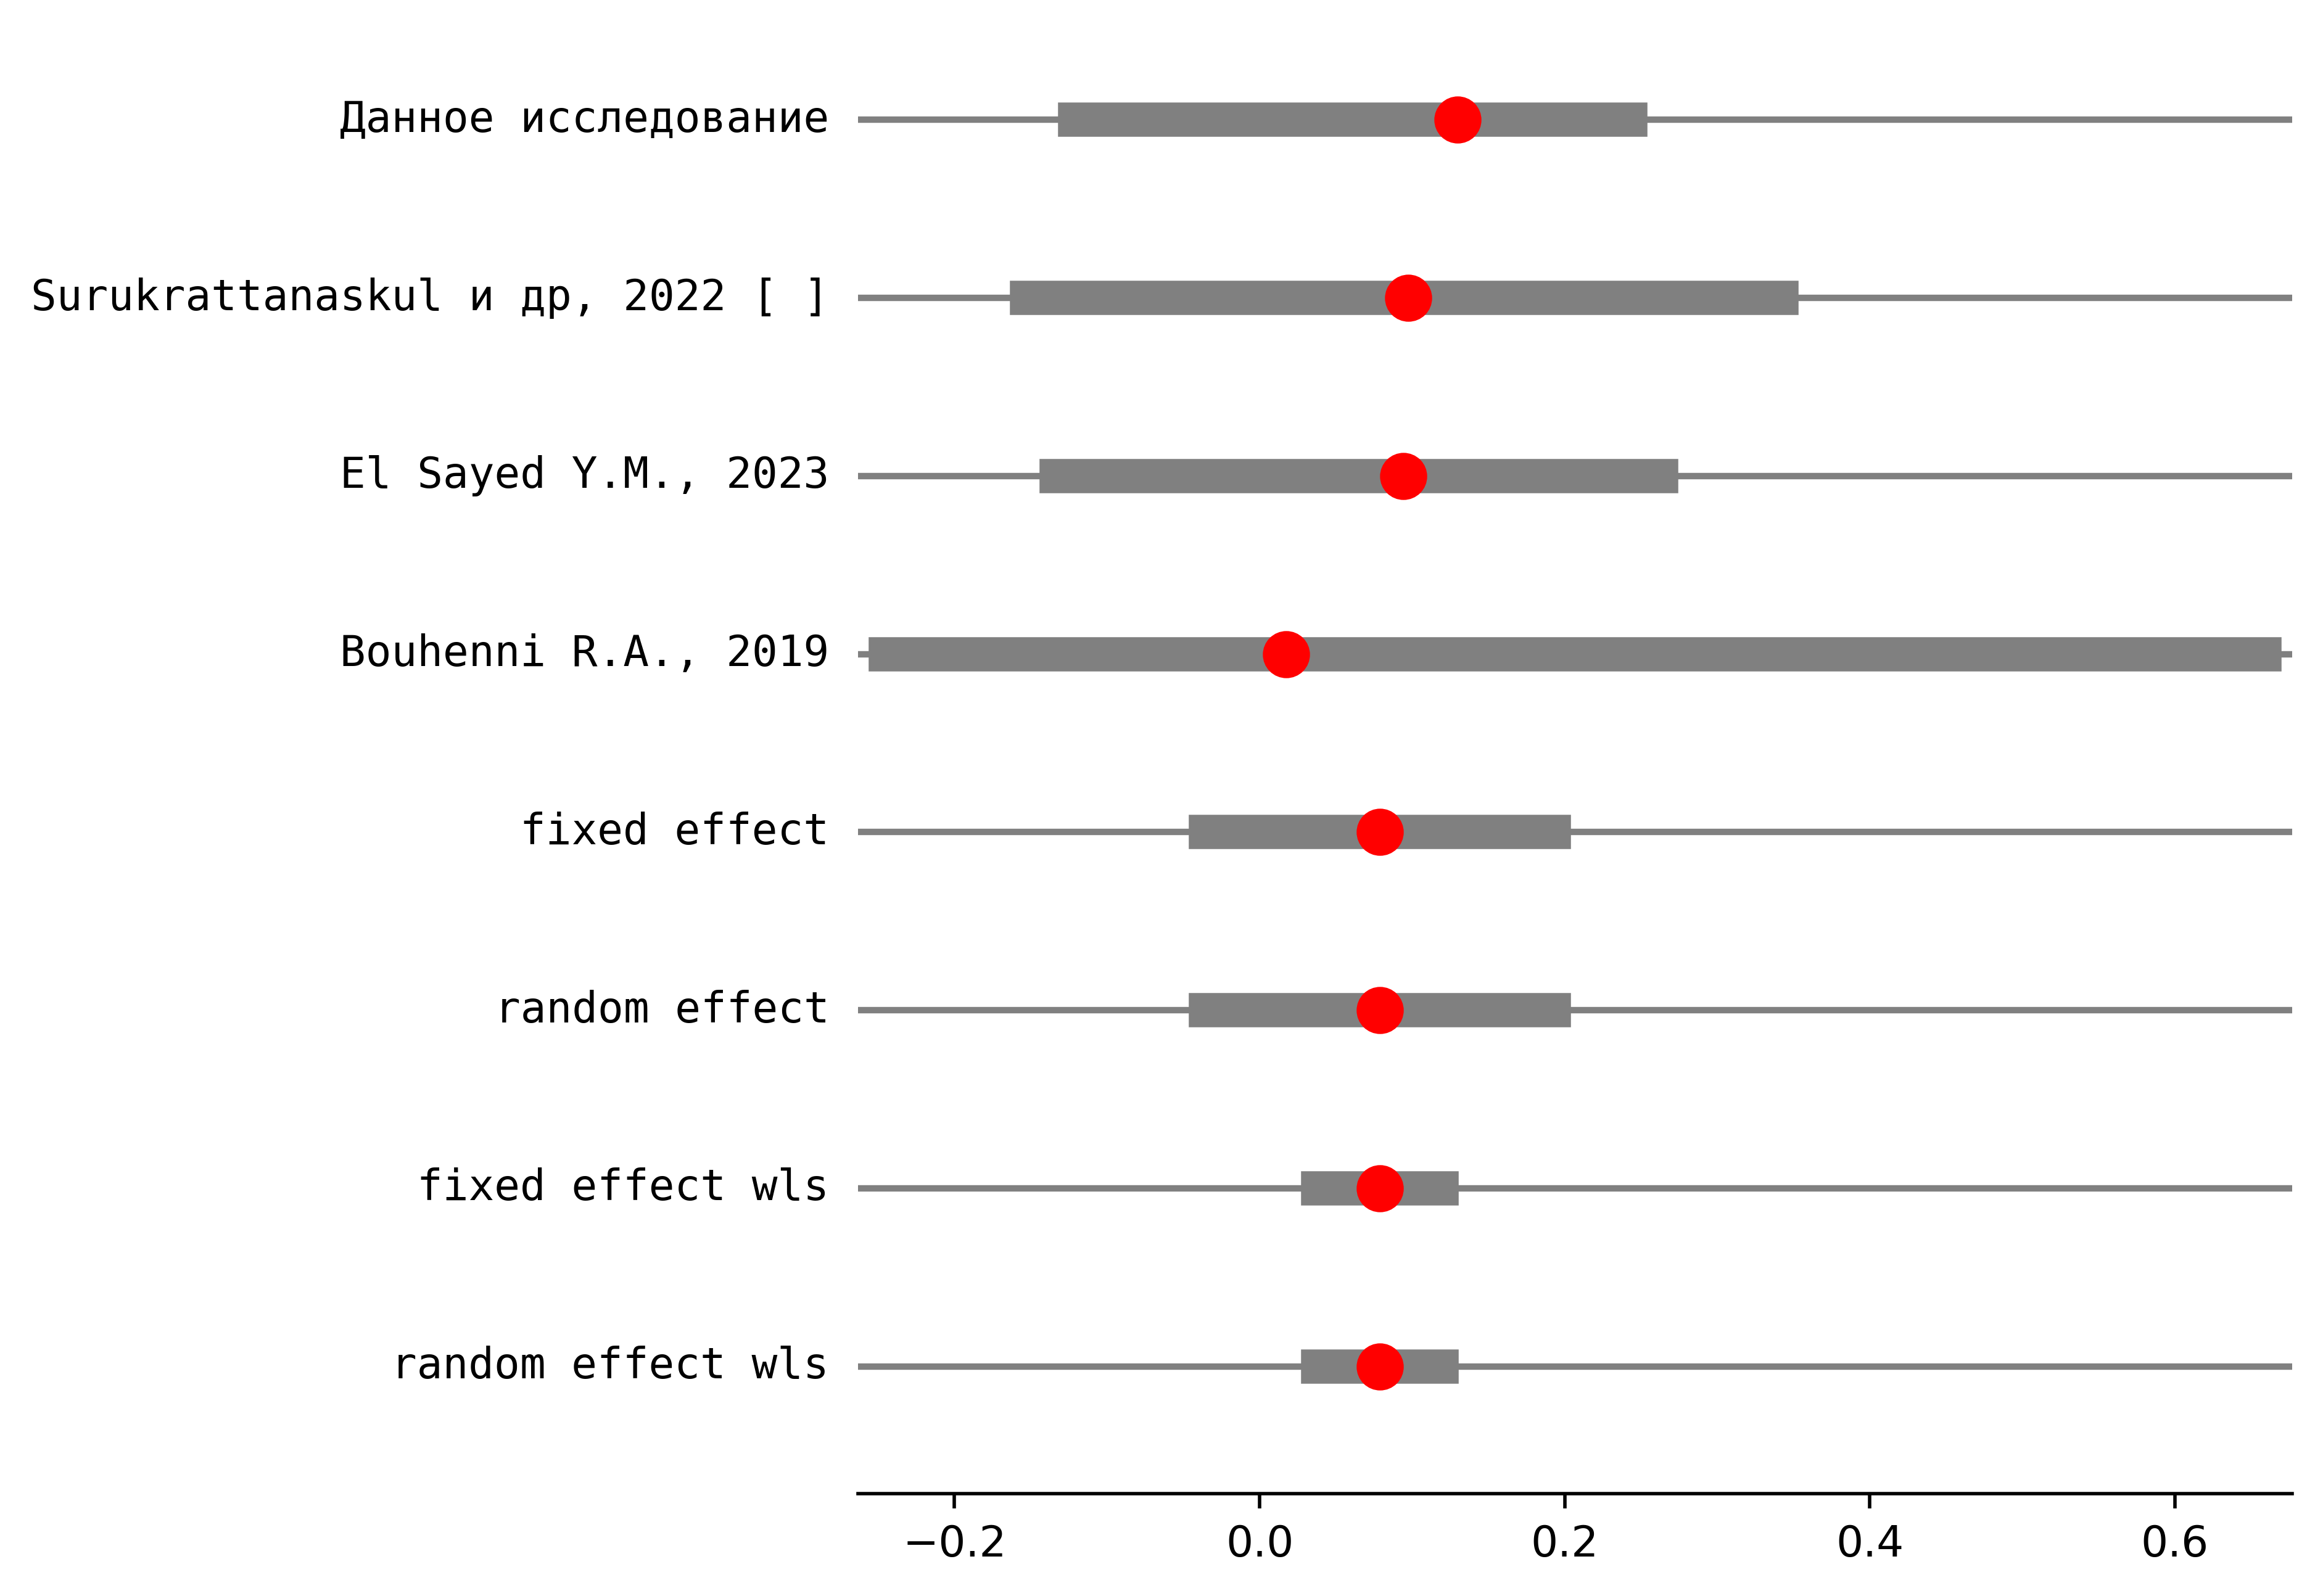 Данное исследование
Surukrattanaskul и др, 2022 [ ]
El Sayed Y.M., 2023
Bouhenni R.A., 2019
fixed effect
random effect
fixed effect wls
random effect wls
−0.2 0.0 0.2 0.4 0.6